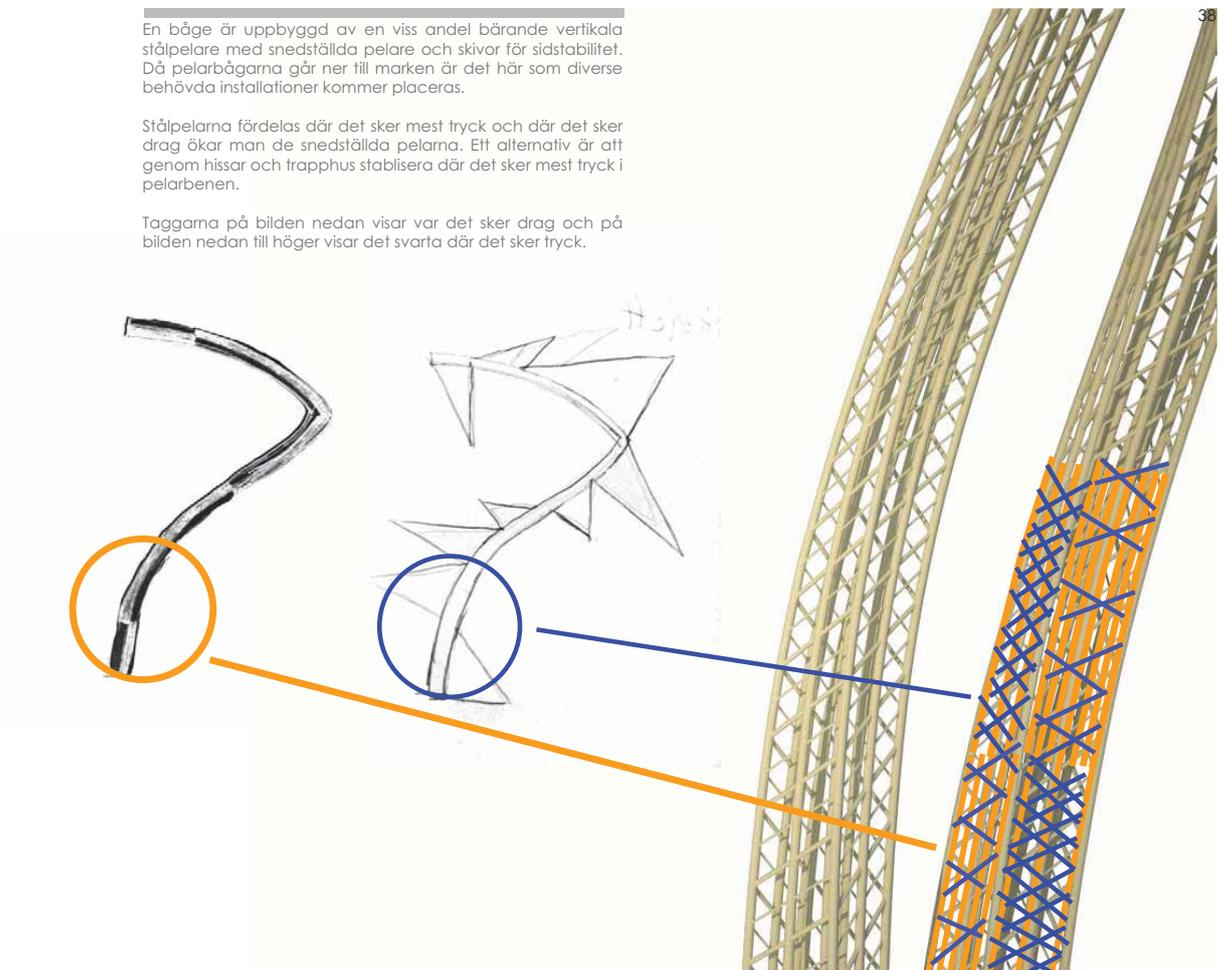 38
En båge är uppbyggd av en viss andel bärande vertikala
stålpelare med snedställda pelare och skivor för sidstabilitet.
Då pelarbågarna går ner till marken är det här som diverse
behövda installationer kommer placeras.
Stålpelarna fördelas där det sker mest tryck och där det sker
drag ökar man de snedställda pelarna. Ett alternativ är att
genom hissar och trapphus stablisera där det sker mest tryck i
pelarbenen.
Taggarna på bilden nedan visar var det sker drag och på
bilden nedan till höger visar det svarta där det sker tryck.